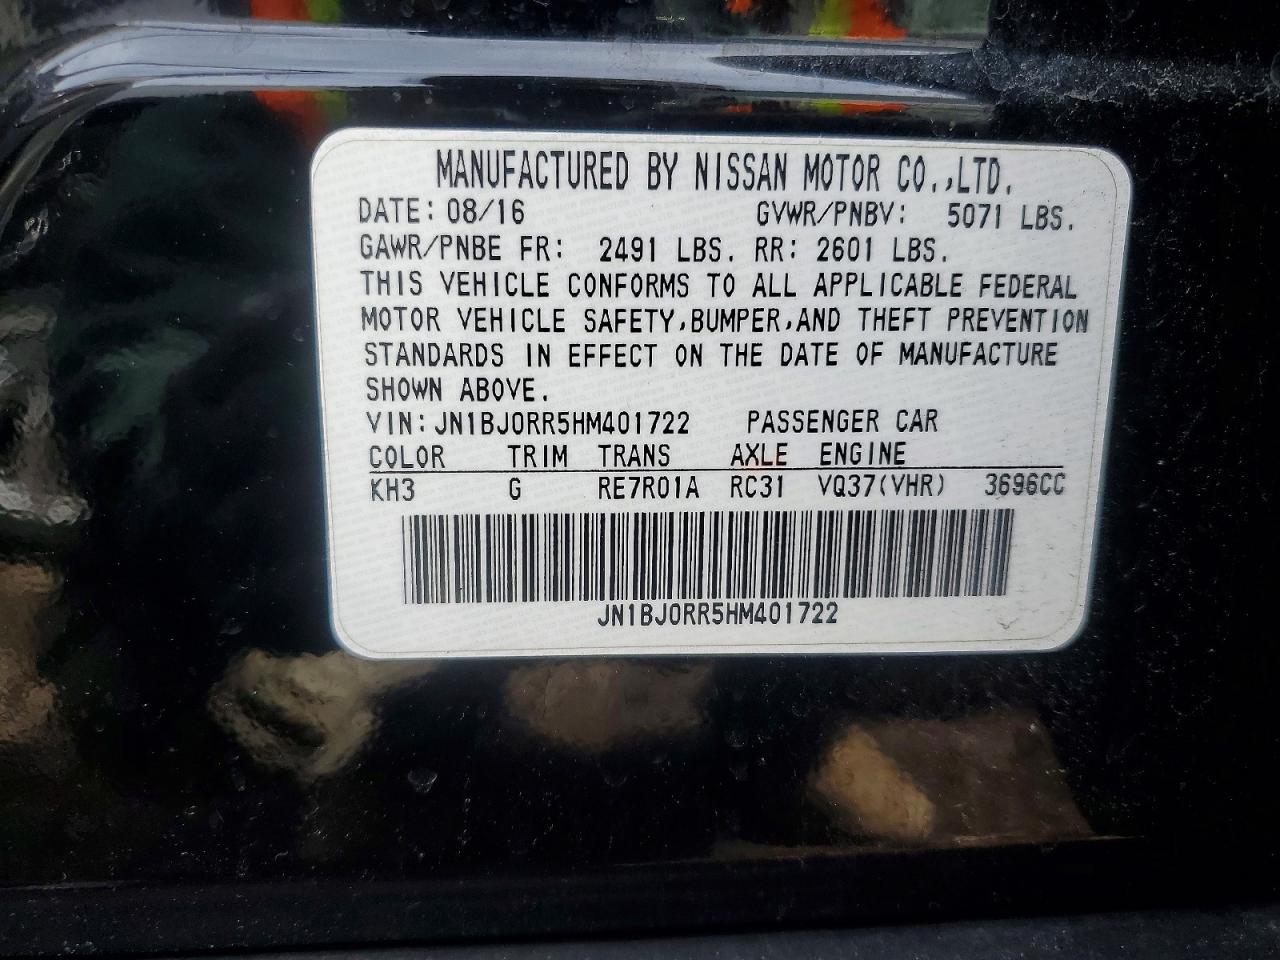 MANUFACTURED BY NISSAN MOTOR CO.,LTD.
DATE: 08/16 GVWR/PNBV: 5071 LBS.
GAWR/PNBE FR: 2491 LBS. RR: 2601 LBS.
THIS VEHICLE CONFORMS TO ALL APPLICABLE FEDERAL
MOTOR VEHICLE SAFETY,BUMPER,AND THEFT PREVENTION
STANDARDS IN EFFECT ON THE DATE OF MANUFACTURE
SHOWN ABOVE.
VIN:JN1BJ0RR5HM401722 PASSENGER CAR
COLOR TRIM TRANS AXLE ENGINE
KH3 G RE7R01A RC31 VQ37(VHR) 3696CC
JN1BJ0RR5HM401722